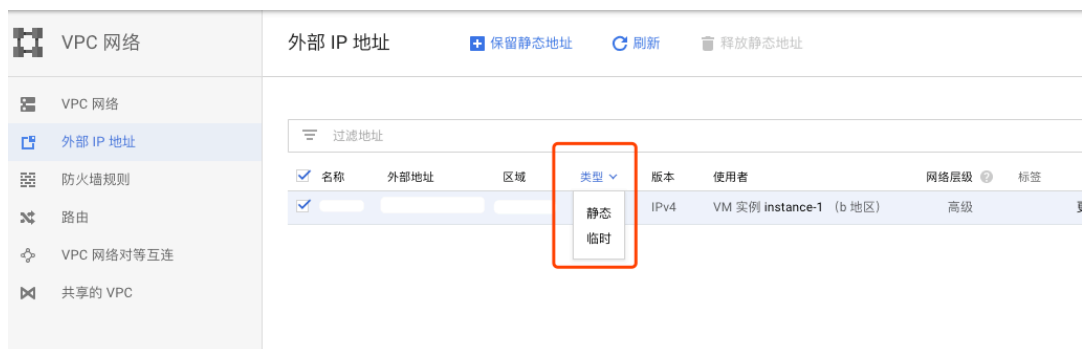 VPC 网络
外部 IP 地址 保留静态地址 刷新 释放静态地址
VPC 网络
外部 IP 地址
防火墙规则
路由
VPC 网络对等互连
共享的 VPC
过滤地址
名称 外部地址 区域 类型 版本 使用者 网络层级 标签
静态 IPv4 VM 实例 instance-1 （b 地区） 高级
临时